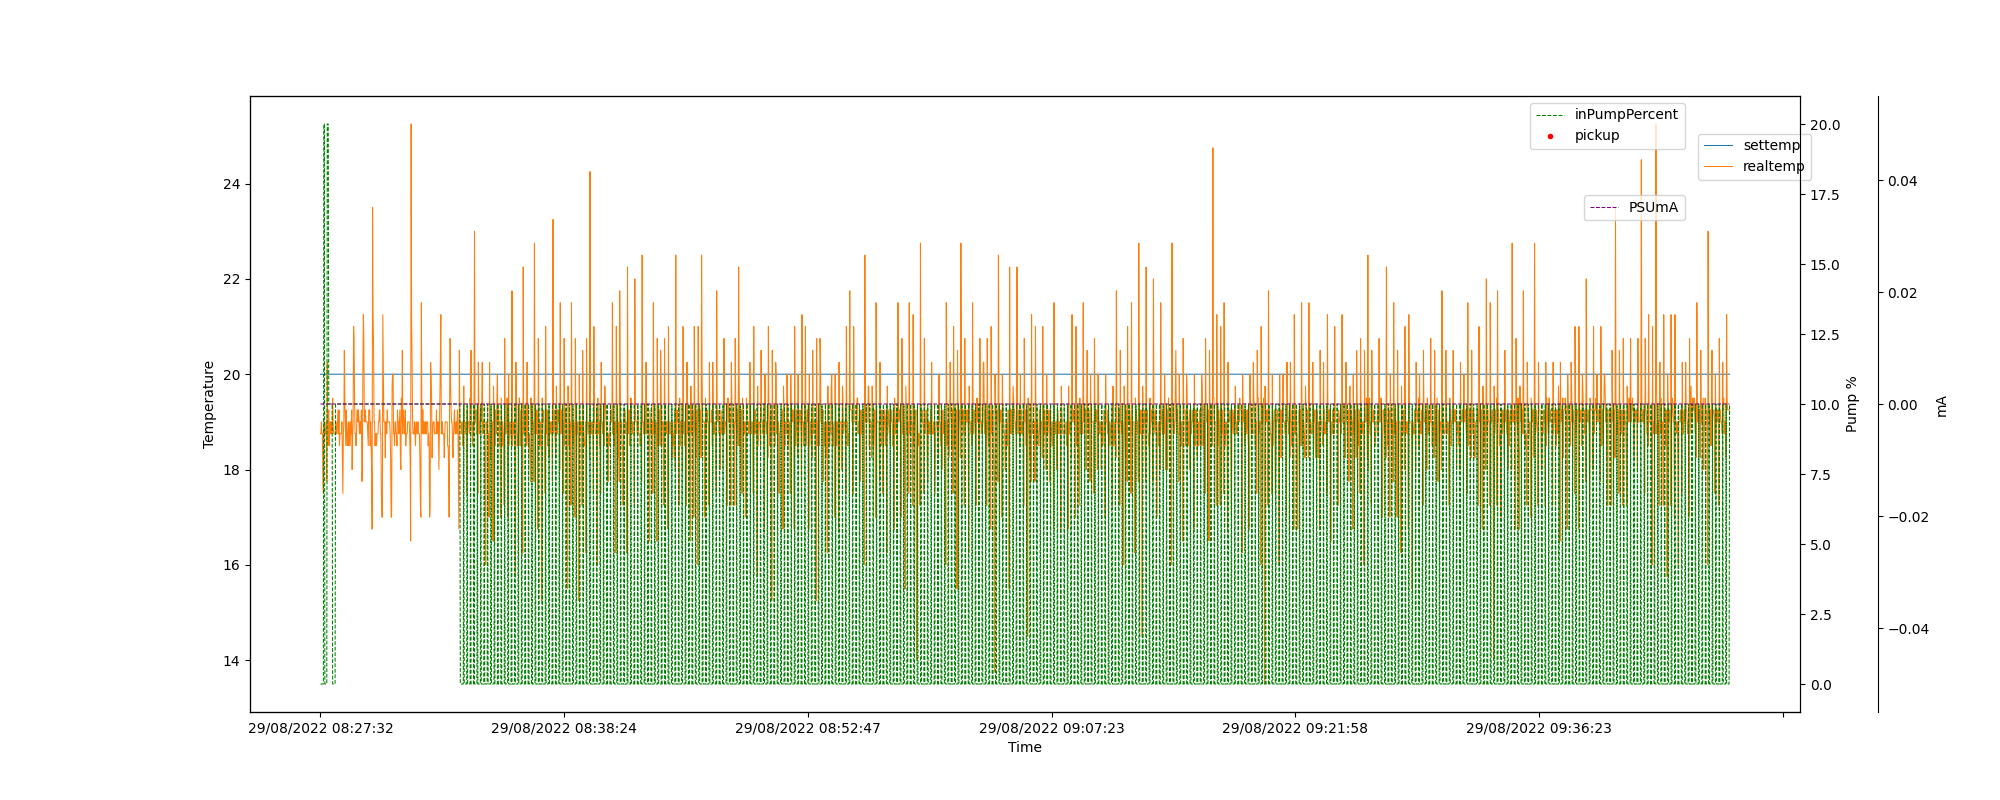 inPumpPercent
pickup
settemp
realtemp
PSUmA
Temperature
24
22
20
18
16
14
20.0
17.5
15.0
12.5
10.0
7.5
5.0
2.5
0.0
Pump %
0.04
0.02
0.00
−0.02
−0.04
mA
29/08/2022 08:27:32
29/08/2022 08:38:24
29/08/2022 08:52:47
29/08/2022 09:07:23
29/08/2022 09:21:58
29/08/2022 09:36:23
Time